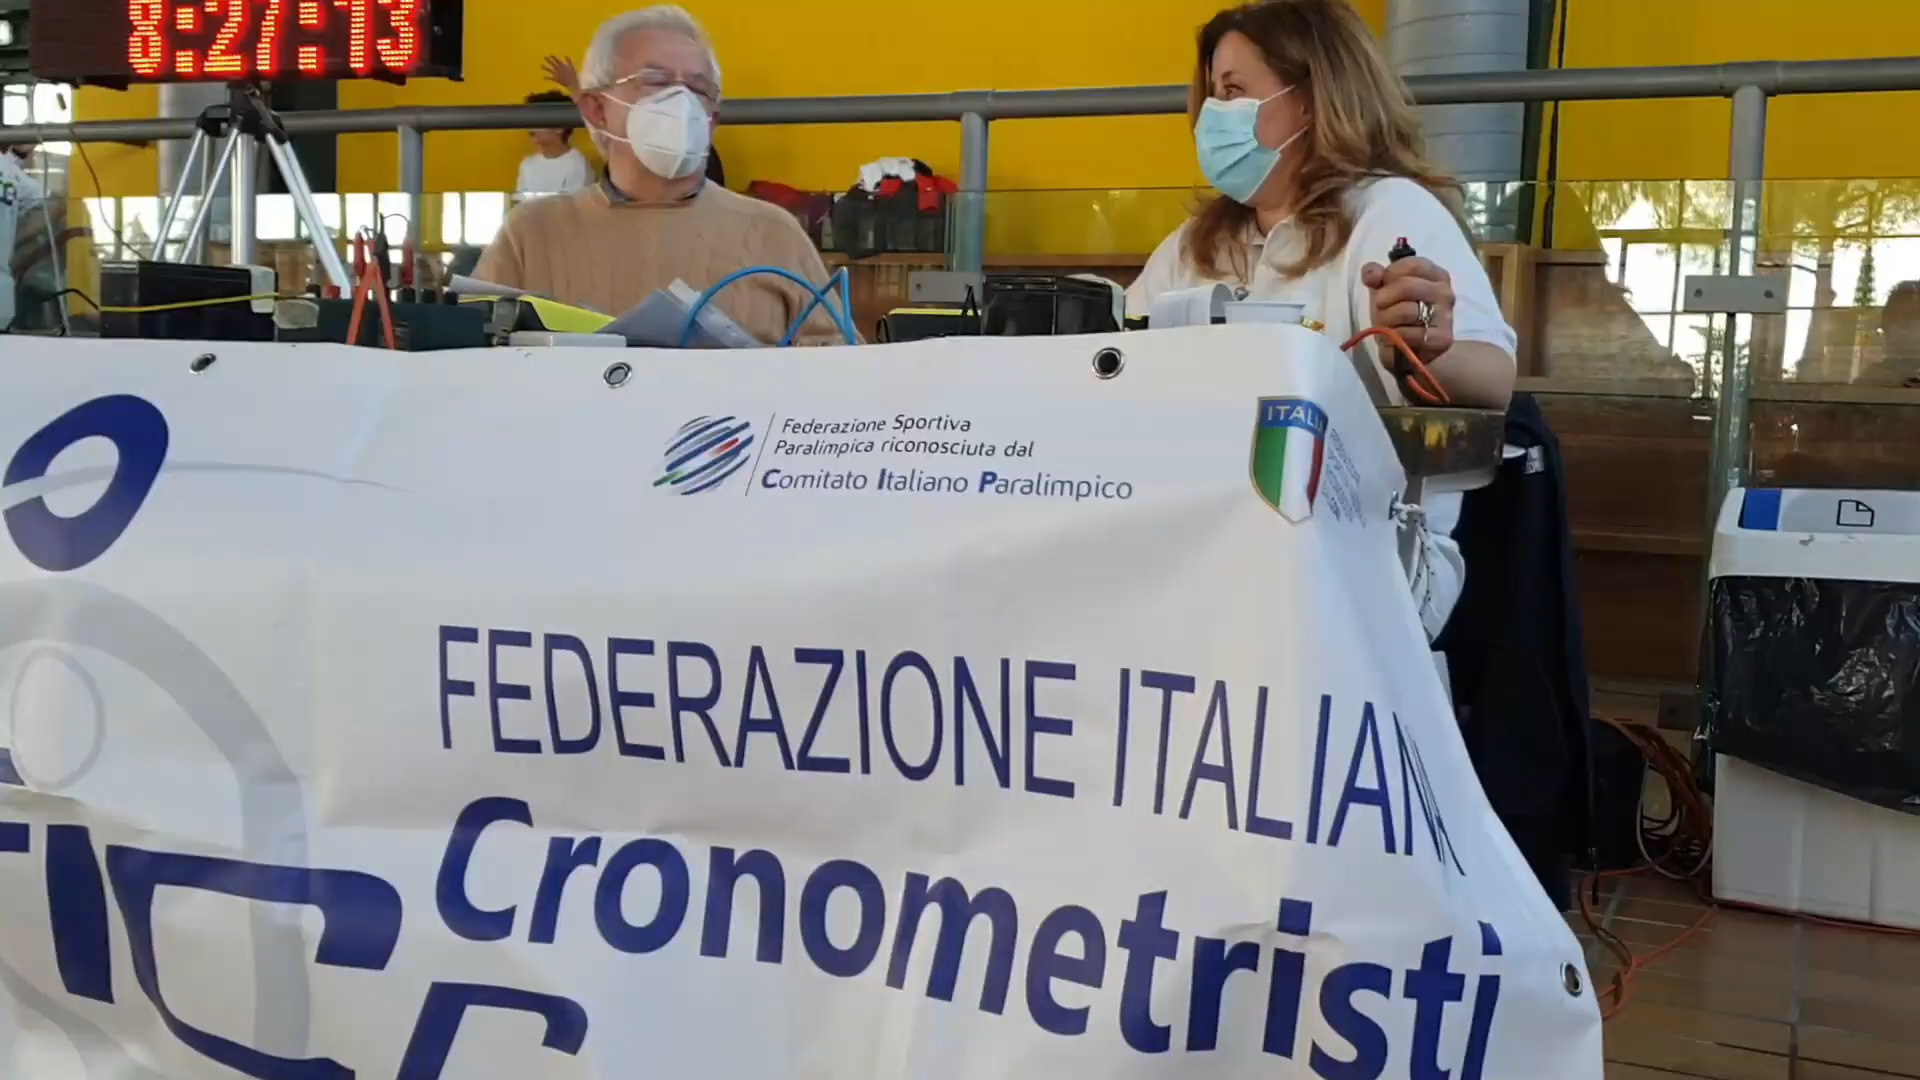 8:27:13
Federazione Sportiva
Paralimpica riconosciuta dal
Comitato Italiano Paralimpico
ITALIA
FEDERAZIONE ITALIANA
Cronometristi